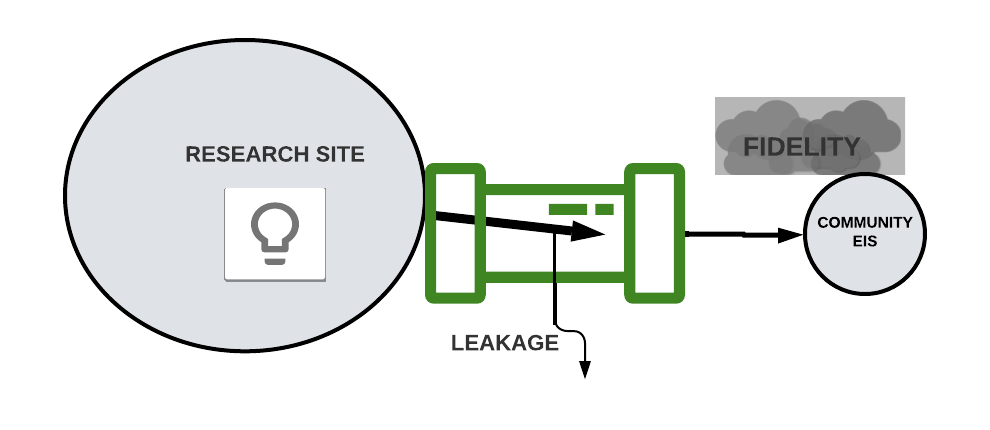 RESEARCH SITE
FIDELITY
COMMUNITY
EIS
LEAKAGE